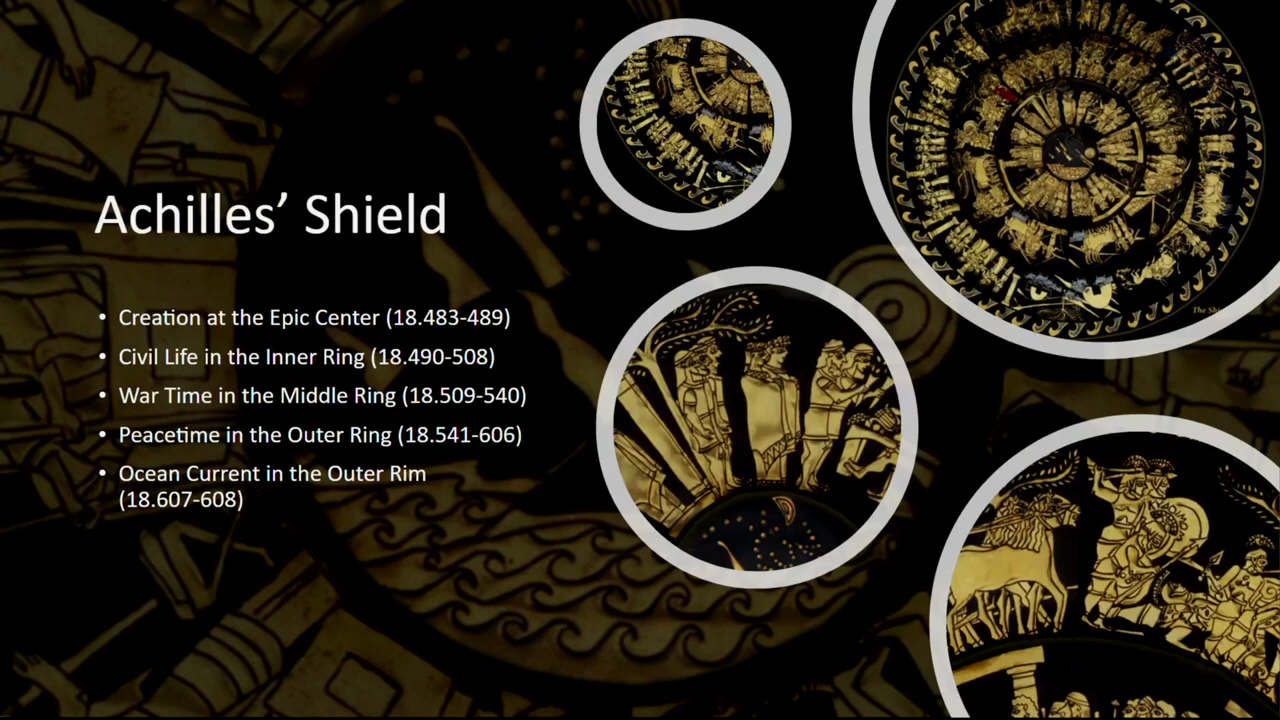 Achilles’ Shield
• Creation at the Epic Center (18.483-489)
• Civil Life in the Inner Ring (18.490-508)
• War Time in the Middle Ring (18.509-540)
• Peacetime in the Outer Ring (18.541-606)
• Ocean Current in the Outer Rim
(18.607-608)
The